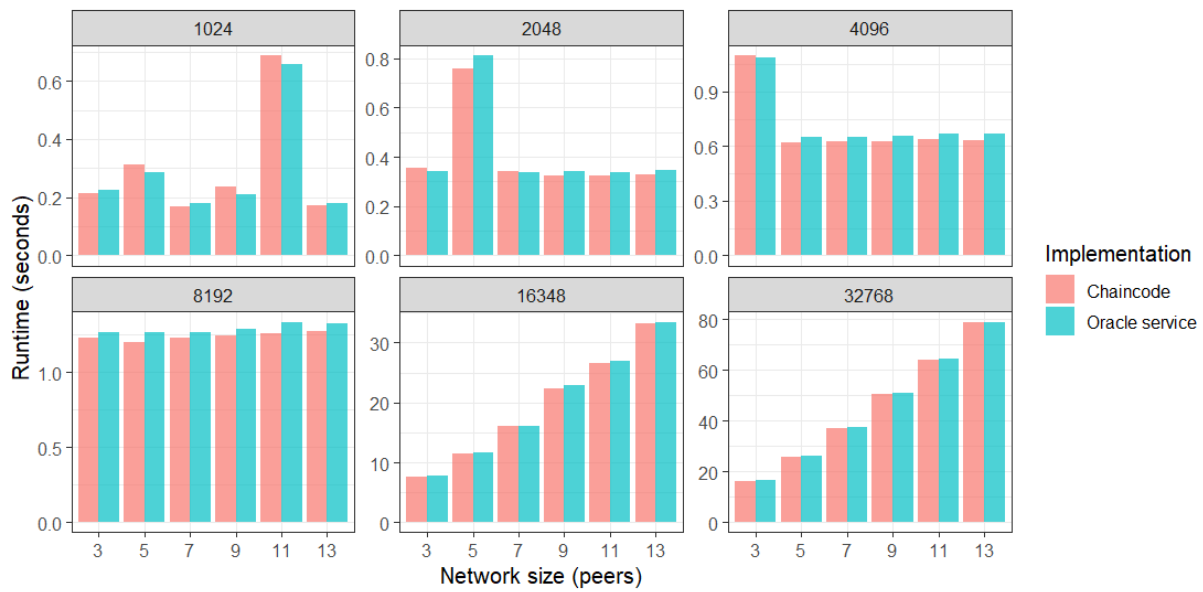 1024 2048 4096
0.6
0.4
0.2
0.0
0.8
0.6
0.4
0.2
0.0
0.9
0.6
0.3
0.0
8192 16348 32768
1.0
0.5
0.0
30
20
10
0
80
60
40
20
0
3 5 7 9 11 13
3 5 7 9 11 13
3 5 7 9 11 13
Network size (peers)
Runtime (seconds)
Implementation
Chaincode
Oracle service